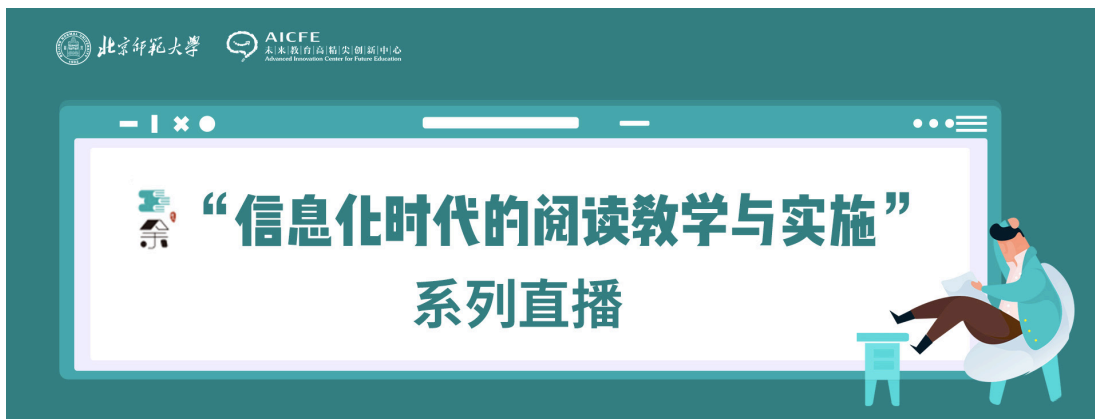 北京师范大学
AICFE
未来教育高精尖创新中心
Advanced Innovation Center for Future Education
“信息化时代的阅读教学与实施”
系列直播